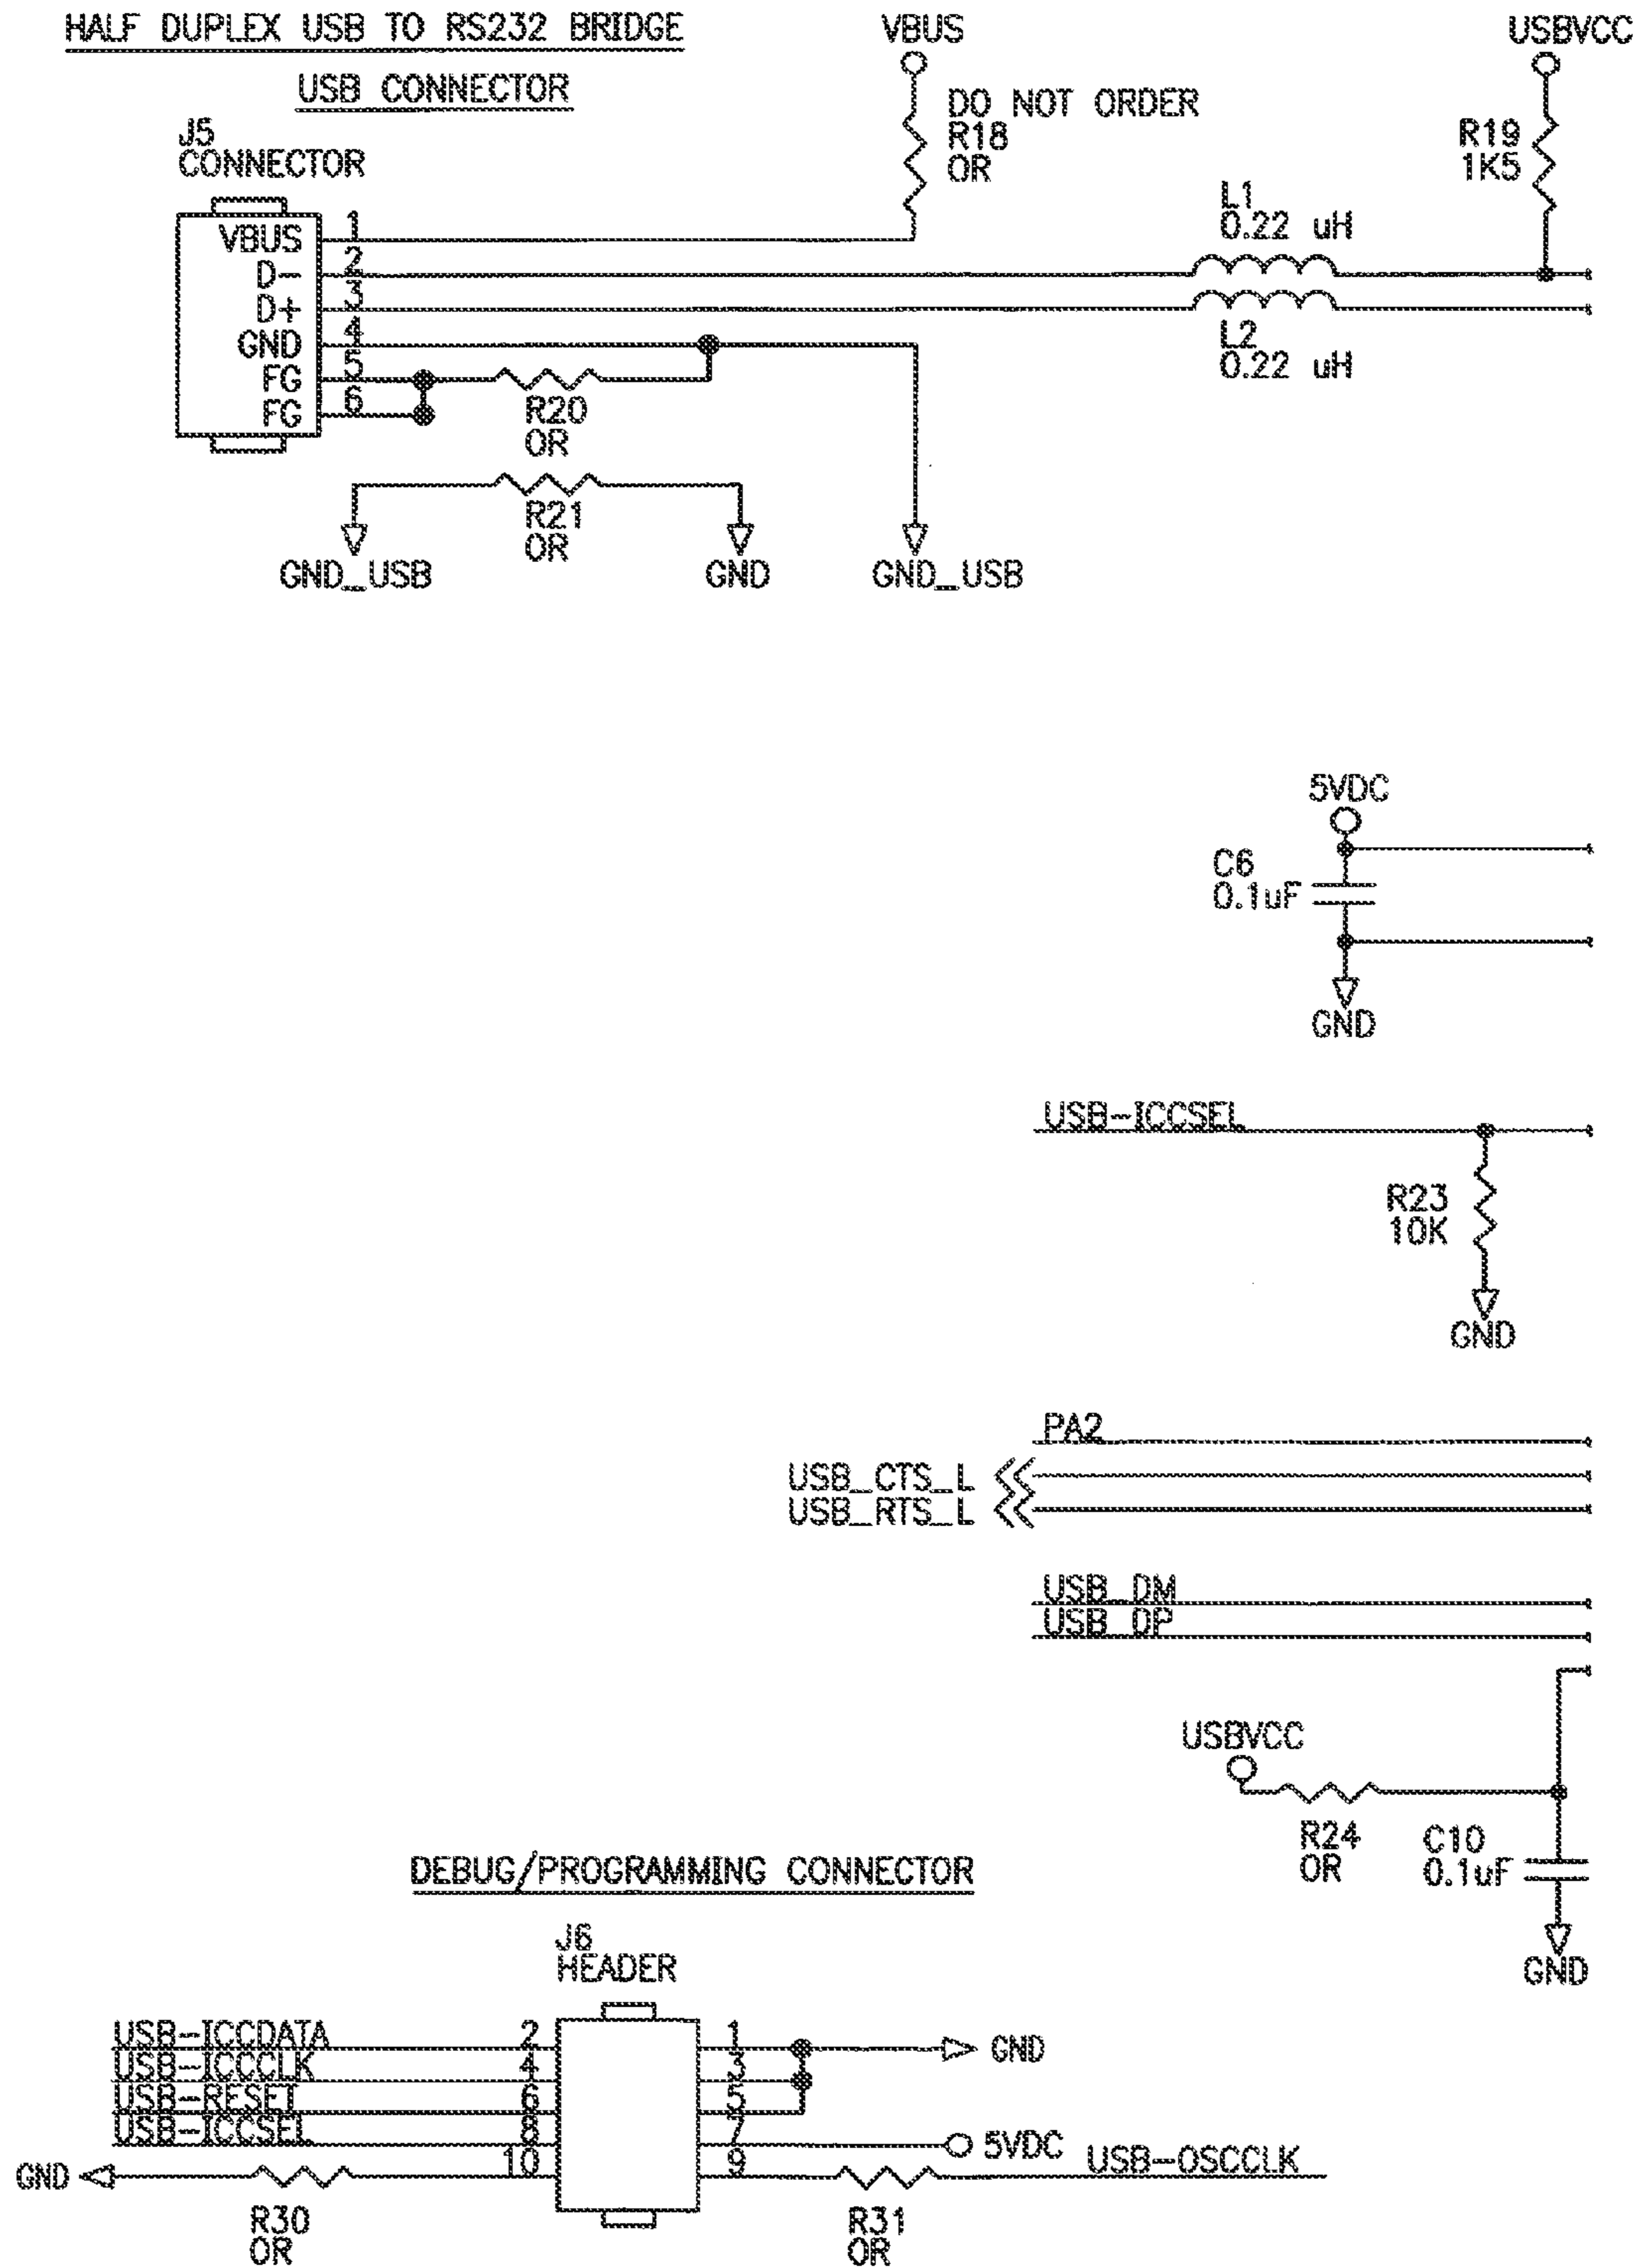 HALF DUPLEX USB TO RS232 BRIDGE
USB CONNECTOR
VBUS
USBVCC
DO NOT ORDER
R18
0R
R19
1K5
J5
CONNECTOR
L1
0.22 uH
VBUS 1
D- 2
D+ 3
GND 4
FG 5
FG 6
L2
0.22 uH
R20
0R
R21
0R
GND_USB
GND
GND_USB
5VDC
C6
0.1uF
GND
USB-ICCSEL
R23
10K
GND
PA2
USB_CTS_L
USB_RTS_L
USB_DM
USB_DP
USBVCC
R24
0R
C10
0.1uF
GND
DEBUG/PROGRAMMING CONNECTOR
J6
HEADER
USB-ICCDATA 2 1 GND
USB-ICCCLK 4 3
USB-RESET 6 5
USB-ICCSEL 8 7 5VDC
GND 10 9 USB-OSCCLK
R30
0R
R31
0R